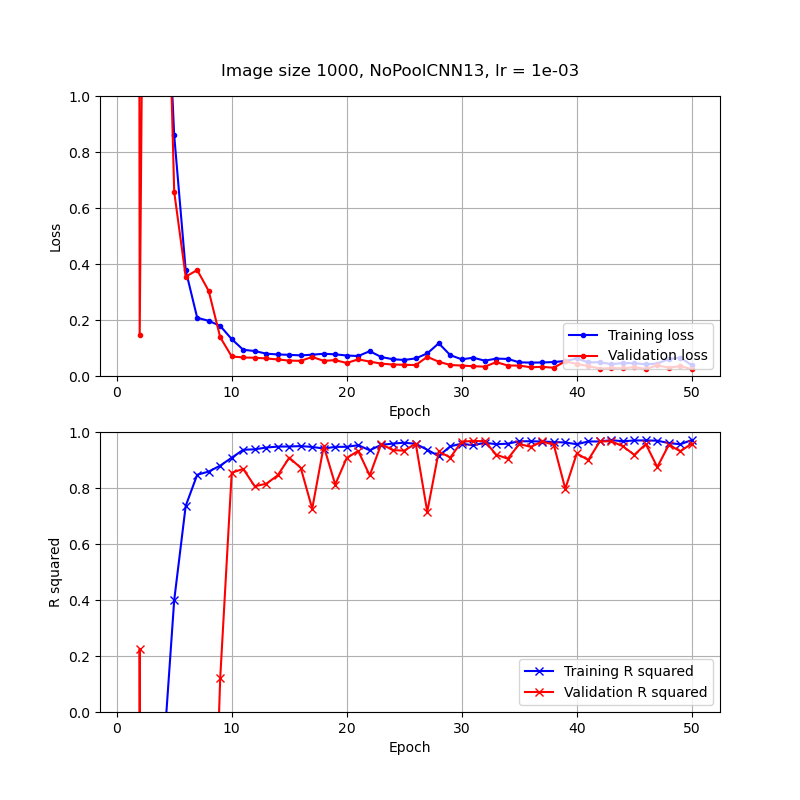 Image size 1000, NoPoolCNN13, lr = 1e-03
1.0
0.8
0.6
0.4
0.2
0.0
Loss
0 10 20 30 40 50
Epoch
Training loss
Validation loss
1.0
0.8
0.6
0.4
0.2
0.0
R squared
0 10 20 30 40 50
Epoch
Training R squared
Validation R squared